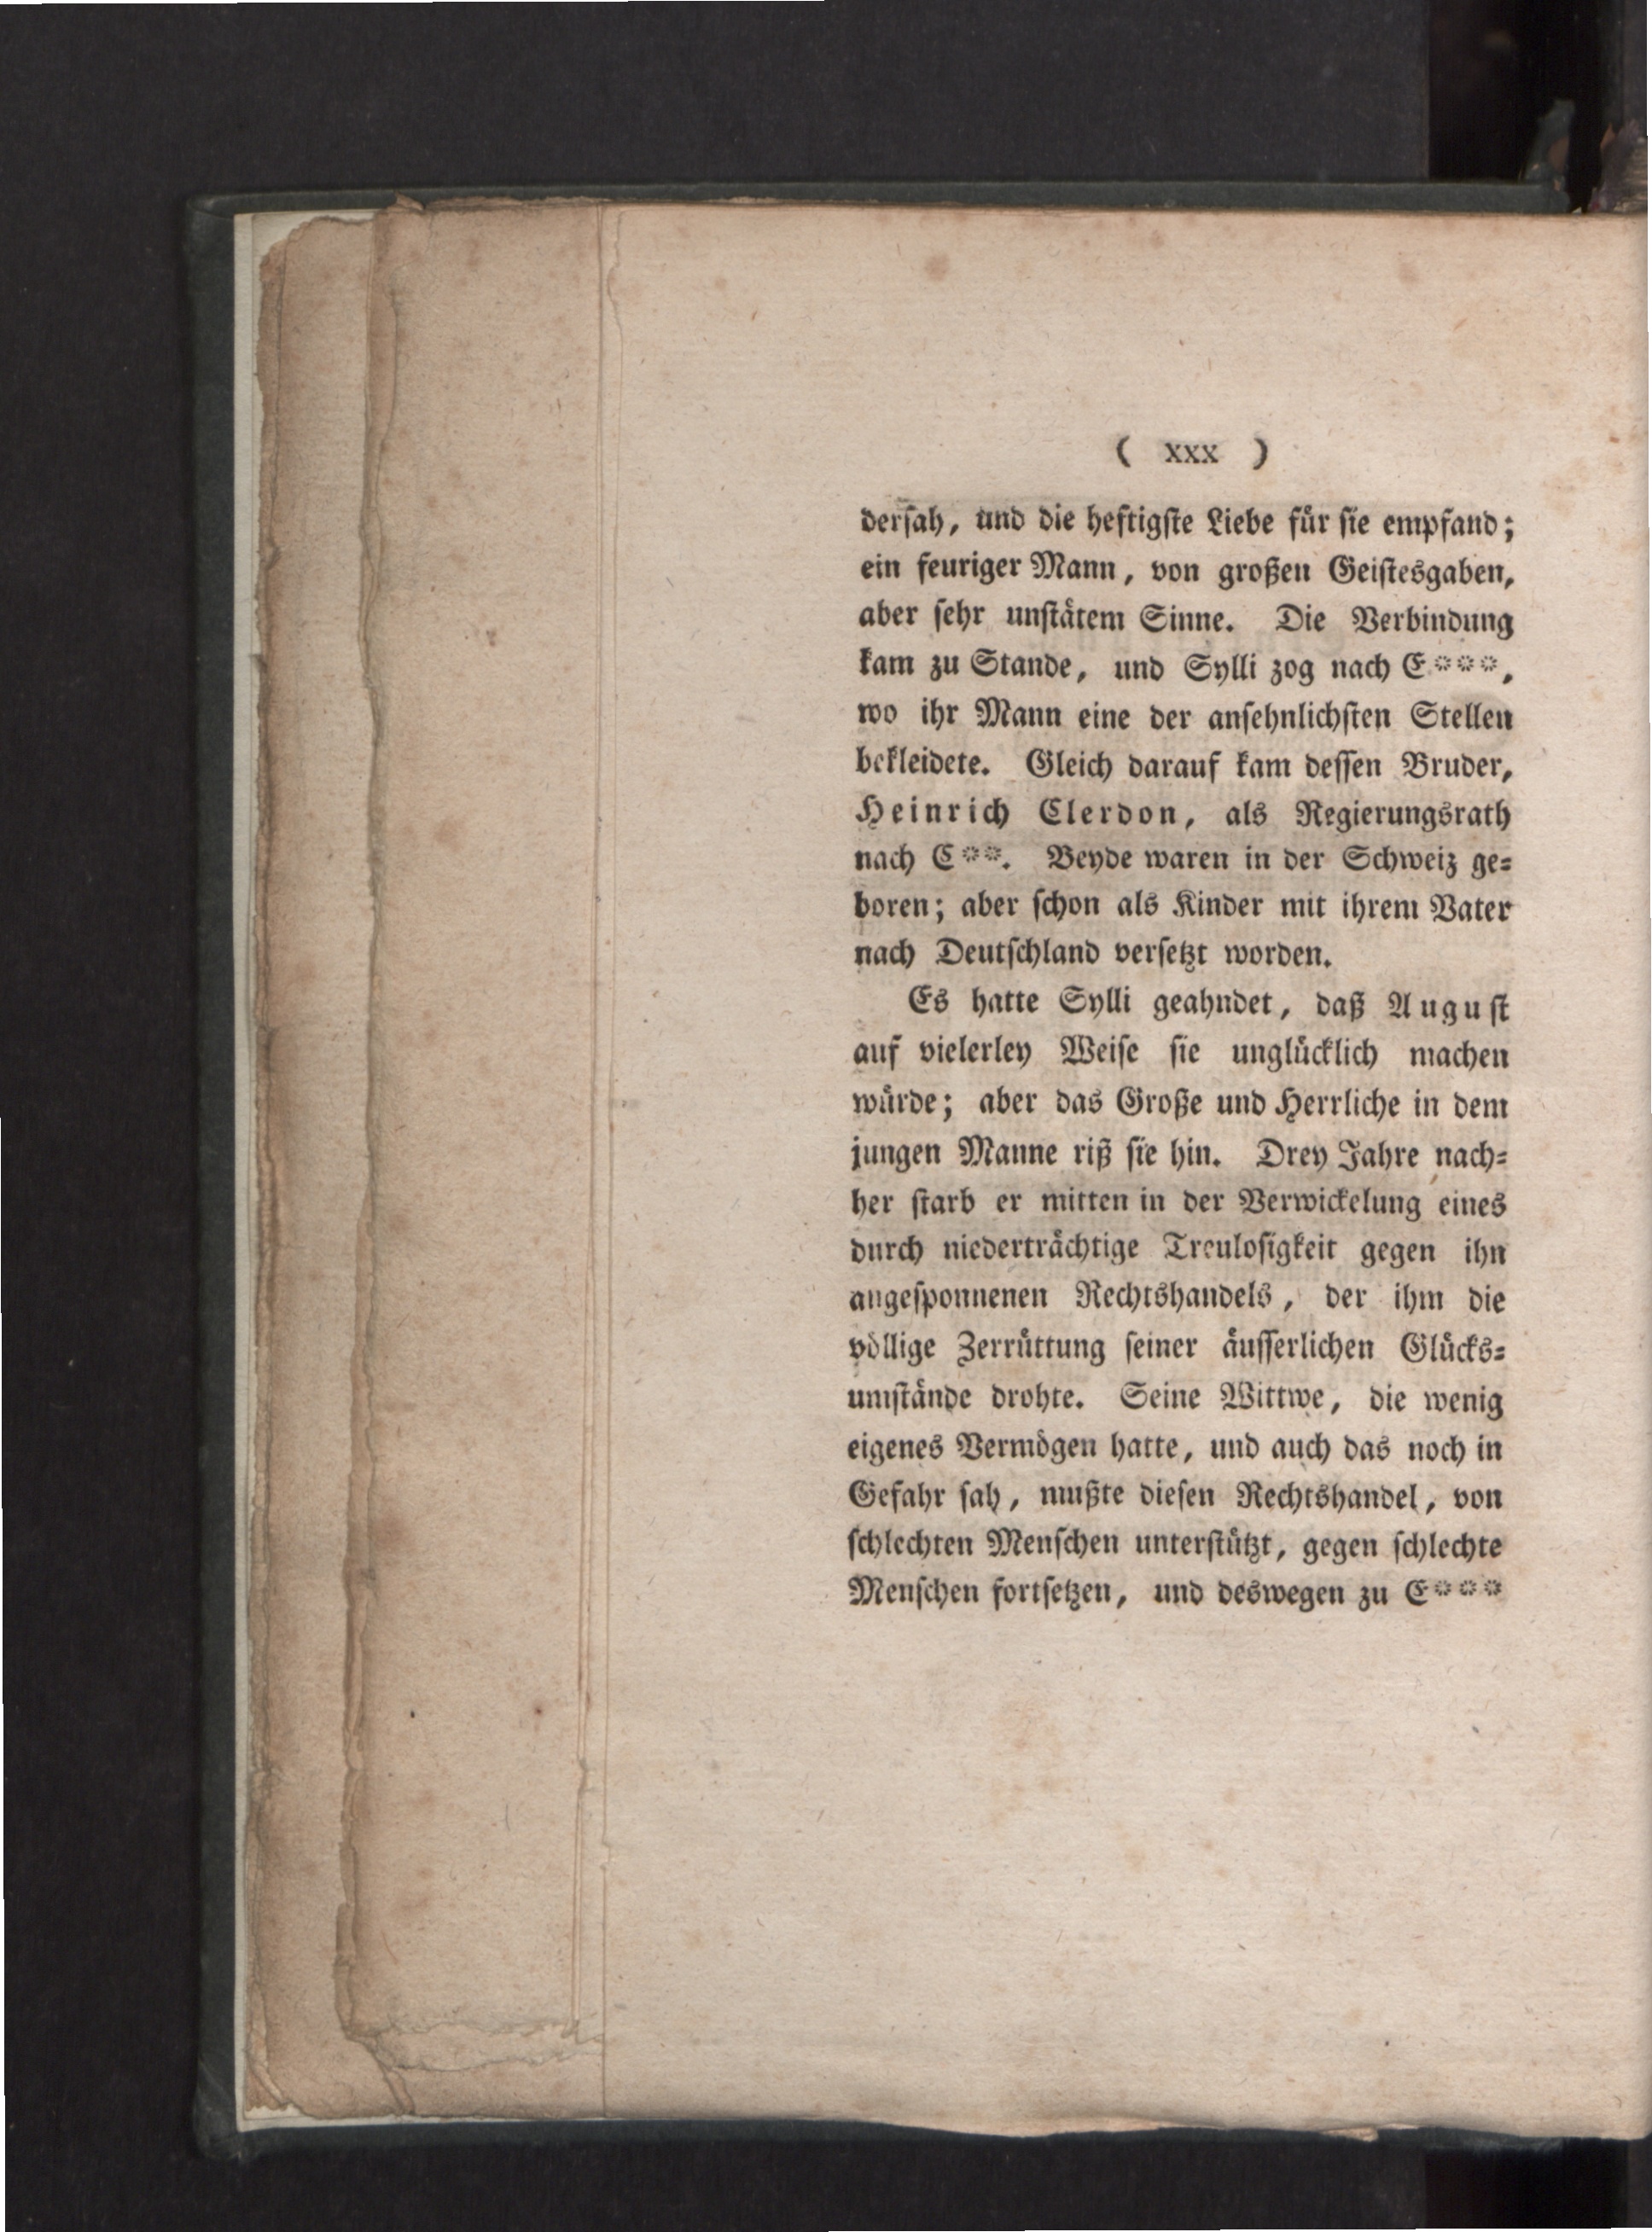 ( xxx )
dersah, und die heftigste Liebe für sie empfand;
ein feuriger Mann, von großen Geistesgaben,
aber sehr unstätem Sinne. Die Verbindung
kam zu Stande, und Sylli zog nach E***,
wo ihr Mann eine der ansehnlichsten Stellen
bekleidete. Gleich darauf kam dessen Bruder,
Heinrich Clerdon, als Regierungsrath
nach C**. Beyde waren in der Schweiz ge-
boren; aber schon als Kinder mit ihrem Vater
nach Deutschland versetzt worden.
Es hatte Sylli geahndet, daß August
auf vielerley Weise sie unglücklich machen
würde; aber das Große und Herrliche in dem
jungen Manne riß sie hin. Drey Jahre nach-
her starb er mitten in der Verwickelung eines
durch niederträchtige Treulosigkeit gegen ihn
angesponnenen Rechtshandels, der ihm die
völlige Zerrüttung seiner äusserlichen Glücks-
umstände drohte. Seine Wittwe, die wenig
eigenes Vermögen hatte, und auch das noch in
Gefahr sah, mußte diesen Rechtshandel, von
schlechten Menschen unterstützt, gegen schlechte
Menschen fortsetzen, und deswegen zu E***